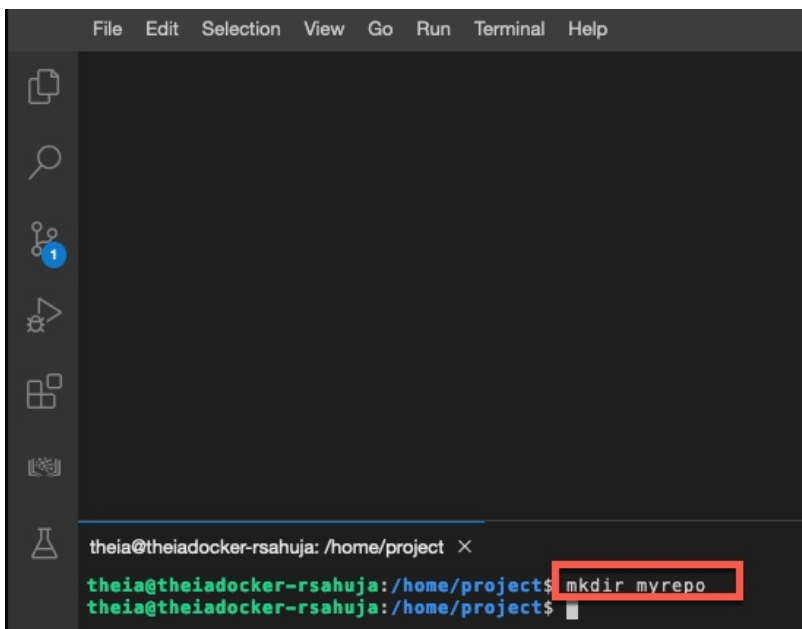 File Edit Selection View Go Run Terminal Help
1
theia@theiadocker-rsahuja: /home/project ×
theia@theiadocker-rsahuja:/home/project$ mkdir myrepo
theia@theiadocker-rsahuja:/home/project$